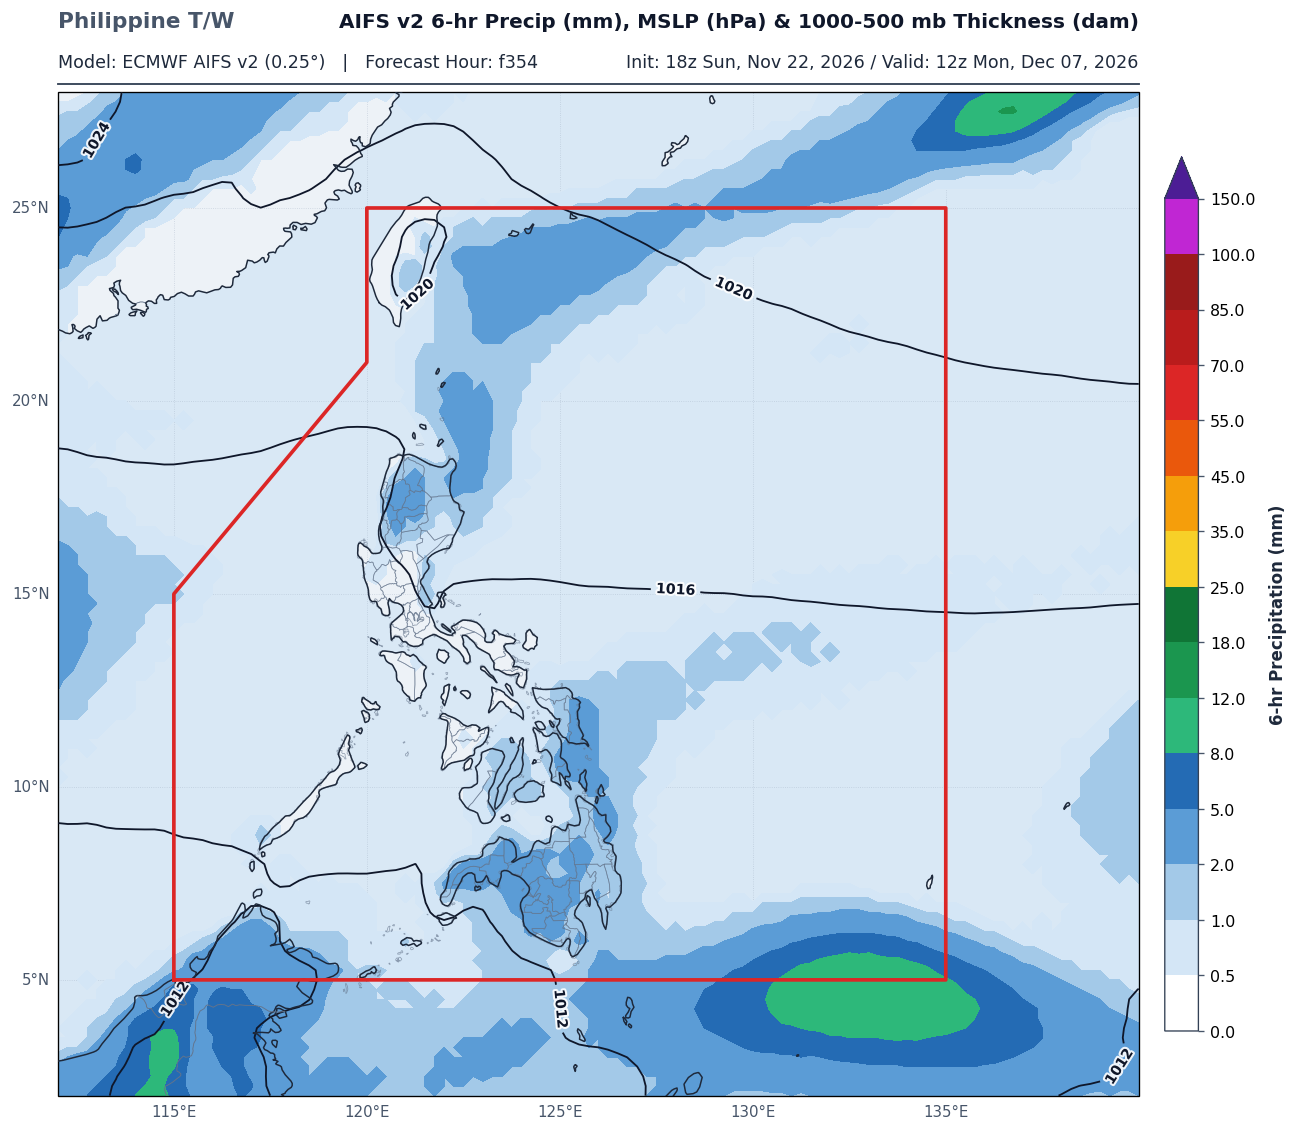 Philippine T/W
AIFS v2 6-hr Precip (mm), MSLP (hPa) & 1000-500 mb Thickness (dam)
Model: ECMWF AIFS v2 (0.25°) | Forecast Hour: f354
Init: 18z Sun, Nov 22, 2026 / Valid: 12z Mon, Dec 07, 2026
1024
1020
1020
1016
1012
1012
1012
25°N
20°N
15°N
10°N
5°N
115°E
120°E
125°E
130°E
135°E
150.0
100.0
85.0
70.0
55.0
45.0
35.0
25.0
18.0
12.0
8.0
5.0
2.0
1.0
0.5
0.0
6-hr Precipitation (mm)